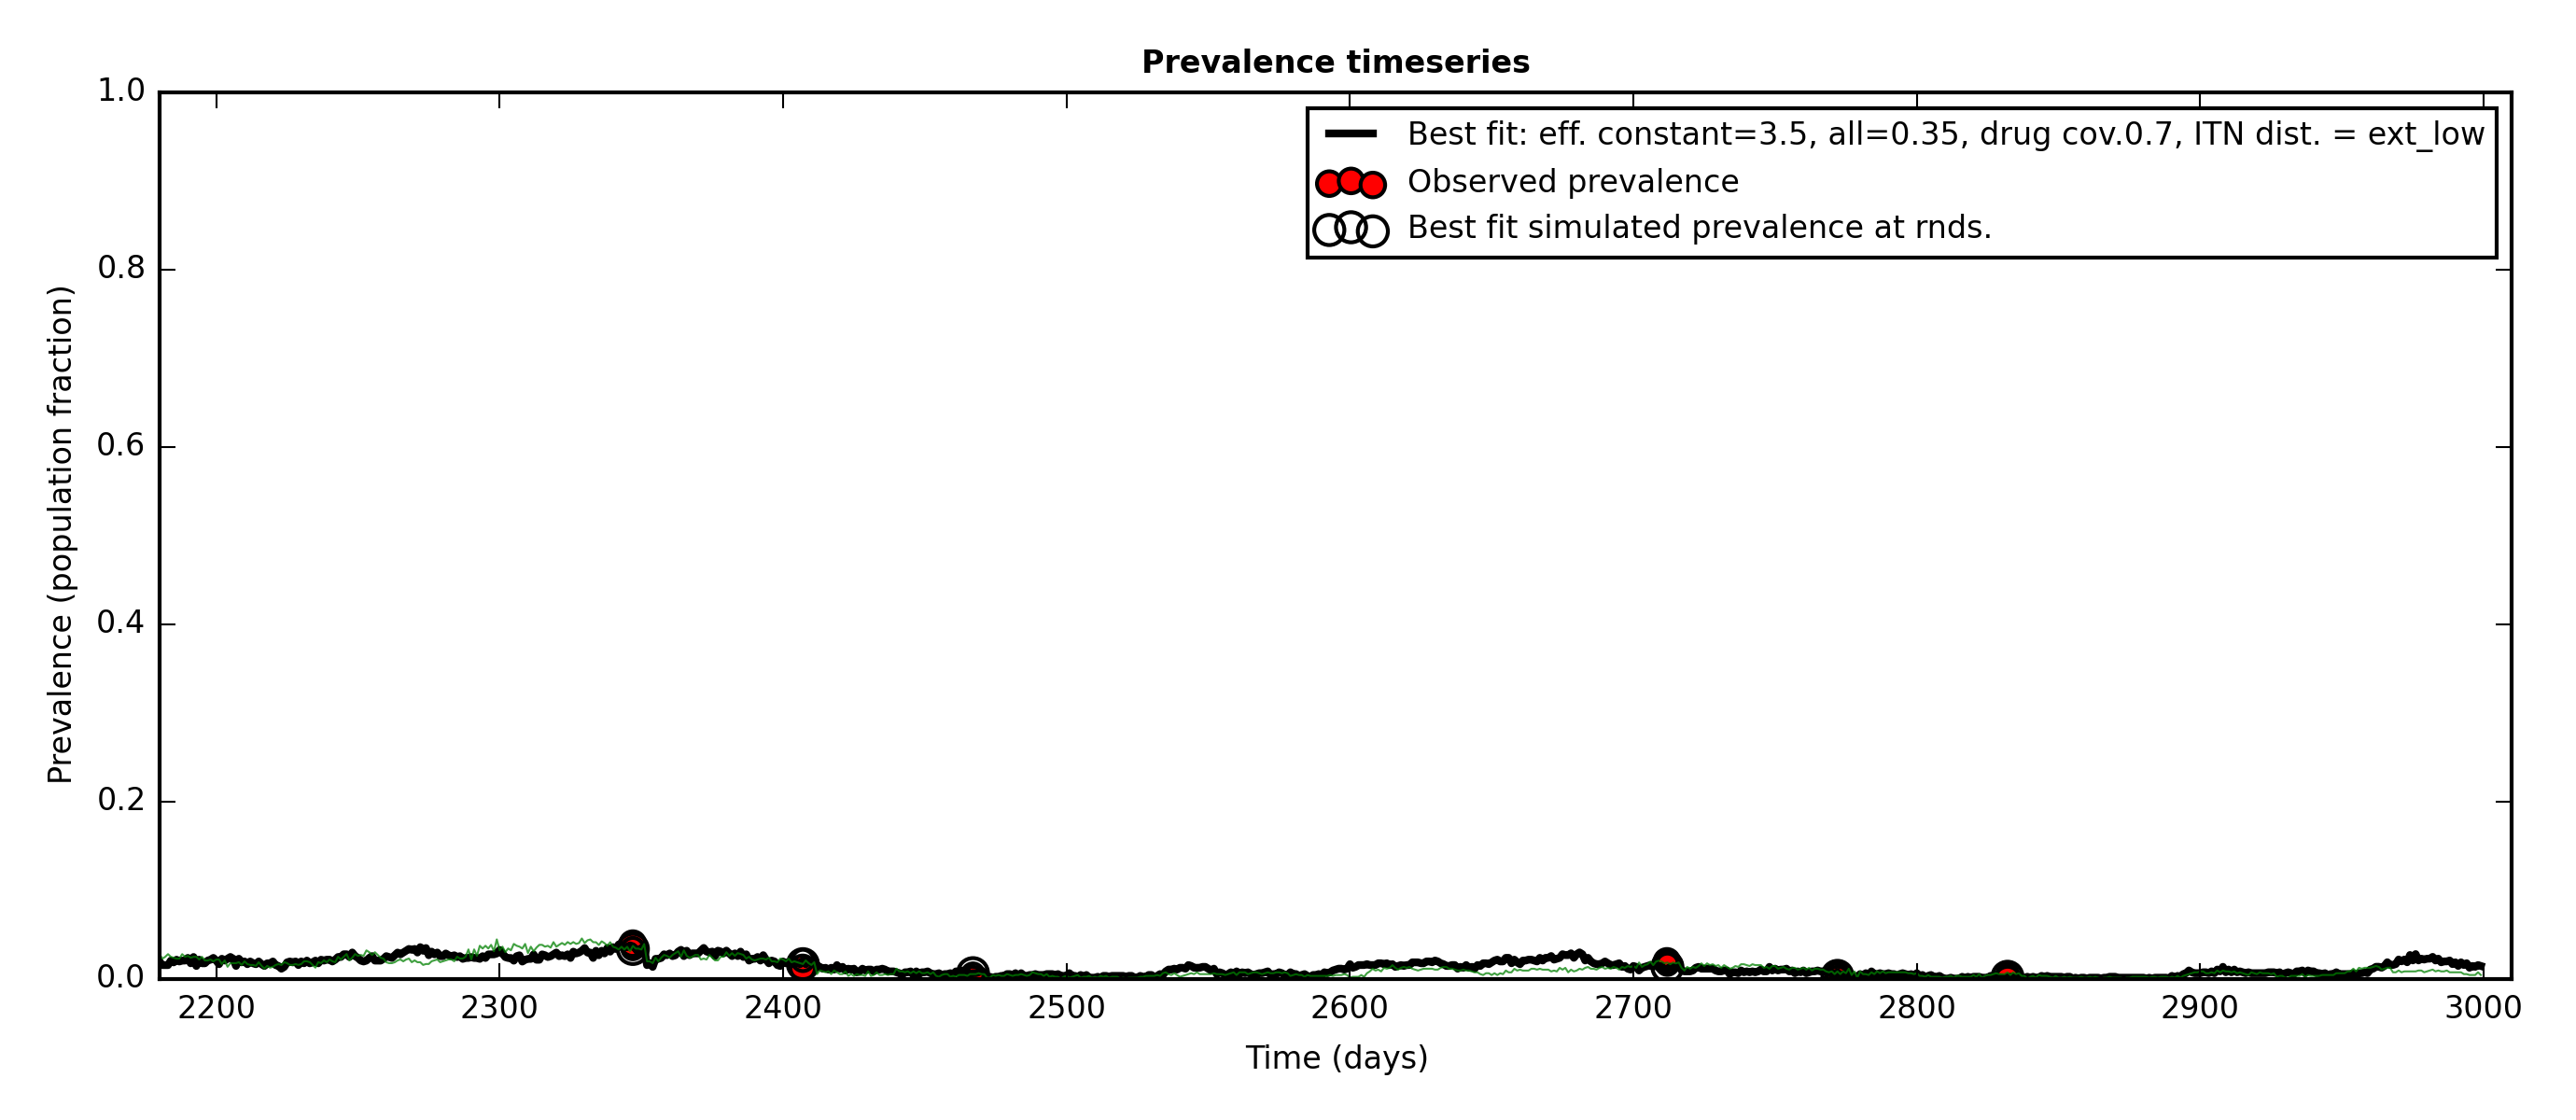 Prevalence timeseries
1.0
0.8
0.6
0.4
0.2
0.0
Prevalence (population fraction)
Best fit: eff. constant=3.5, all=0.35, drug cov.0.7, ITN dist. = ext_low
Observed prevalence
Best fit simulated prevalence at rnds.
2200 2300 2400 2500 2600 2700 2800 2900 3000
Time (days)